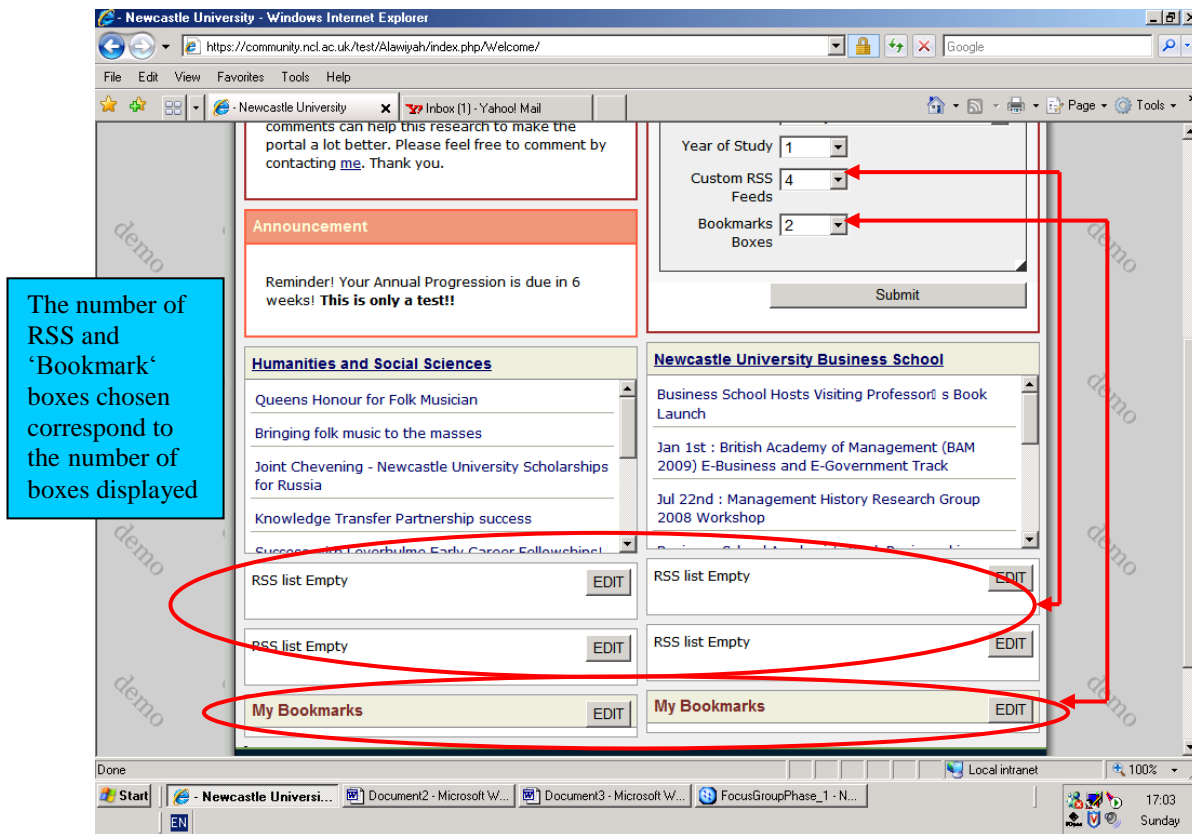 - Newcastle University - Windows Internet Explorer
https://community.ncl.ac.uk/test/Alawiyah/index.php/Welcome/
Google
File Edit View Favorites Tools Help
- Newcastle University
Inbox (1) - Yahoo! Mail
Page Tools
comments can help this research to make the
portal a lot better. Please feel free to comment by
contacting me. Thank you.
Announcement
Reminder! Your Annual Progression is due in 6
weeks! This is only a test!!
Year of Study 1
Custom RSS 4
Feeds
Bookmarks 2
Boxes
Submit
The number of
RSS and
‘Bookmark‘
boxes chosen
correspond to
the number of
boxes displayed
Humanities and Social Sciences
Queens Honour for Folk Musician
Bringing folk music to the masses
Joint Chevening - Newcastle University Scholarships
for Russia
Knowledge Transfer Partnership success
Success with Leverhulme Early Career Fellowships!
Newcastle University Business School
Business School Hosts Visiting Professor s Book
Launch
Jan 1st : British Academy of Management (BAM
2009) E-Business and E-Government Track
Jul 22nd : Management History Research Group
2008 Workshop
RSS list Empty EDIT
RSS list Empty EDIT
RSS list Empty EDIT
RSS list Empty EDIT
My Bookmarks EDIT
My Bookmarks EDIT
demo
demo
demo
demo
demo
demo
demo
Done
Local intranet
100%
Start
- Newcastle Universi...
Document2 - Microsoft W...
Document3 - Microsoft W...
FocusGroupPhase_1 - N...
EN
17:03
Sunday